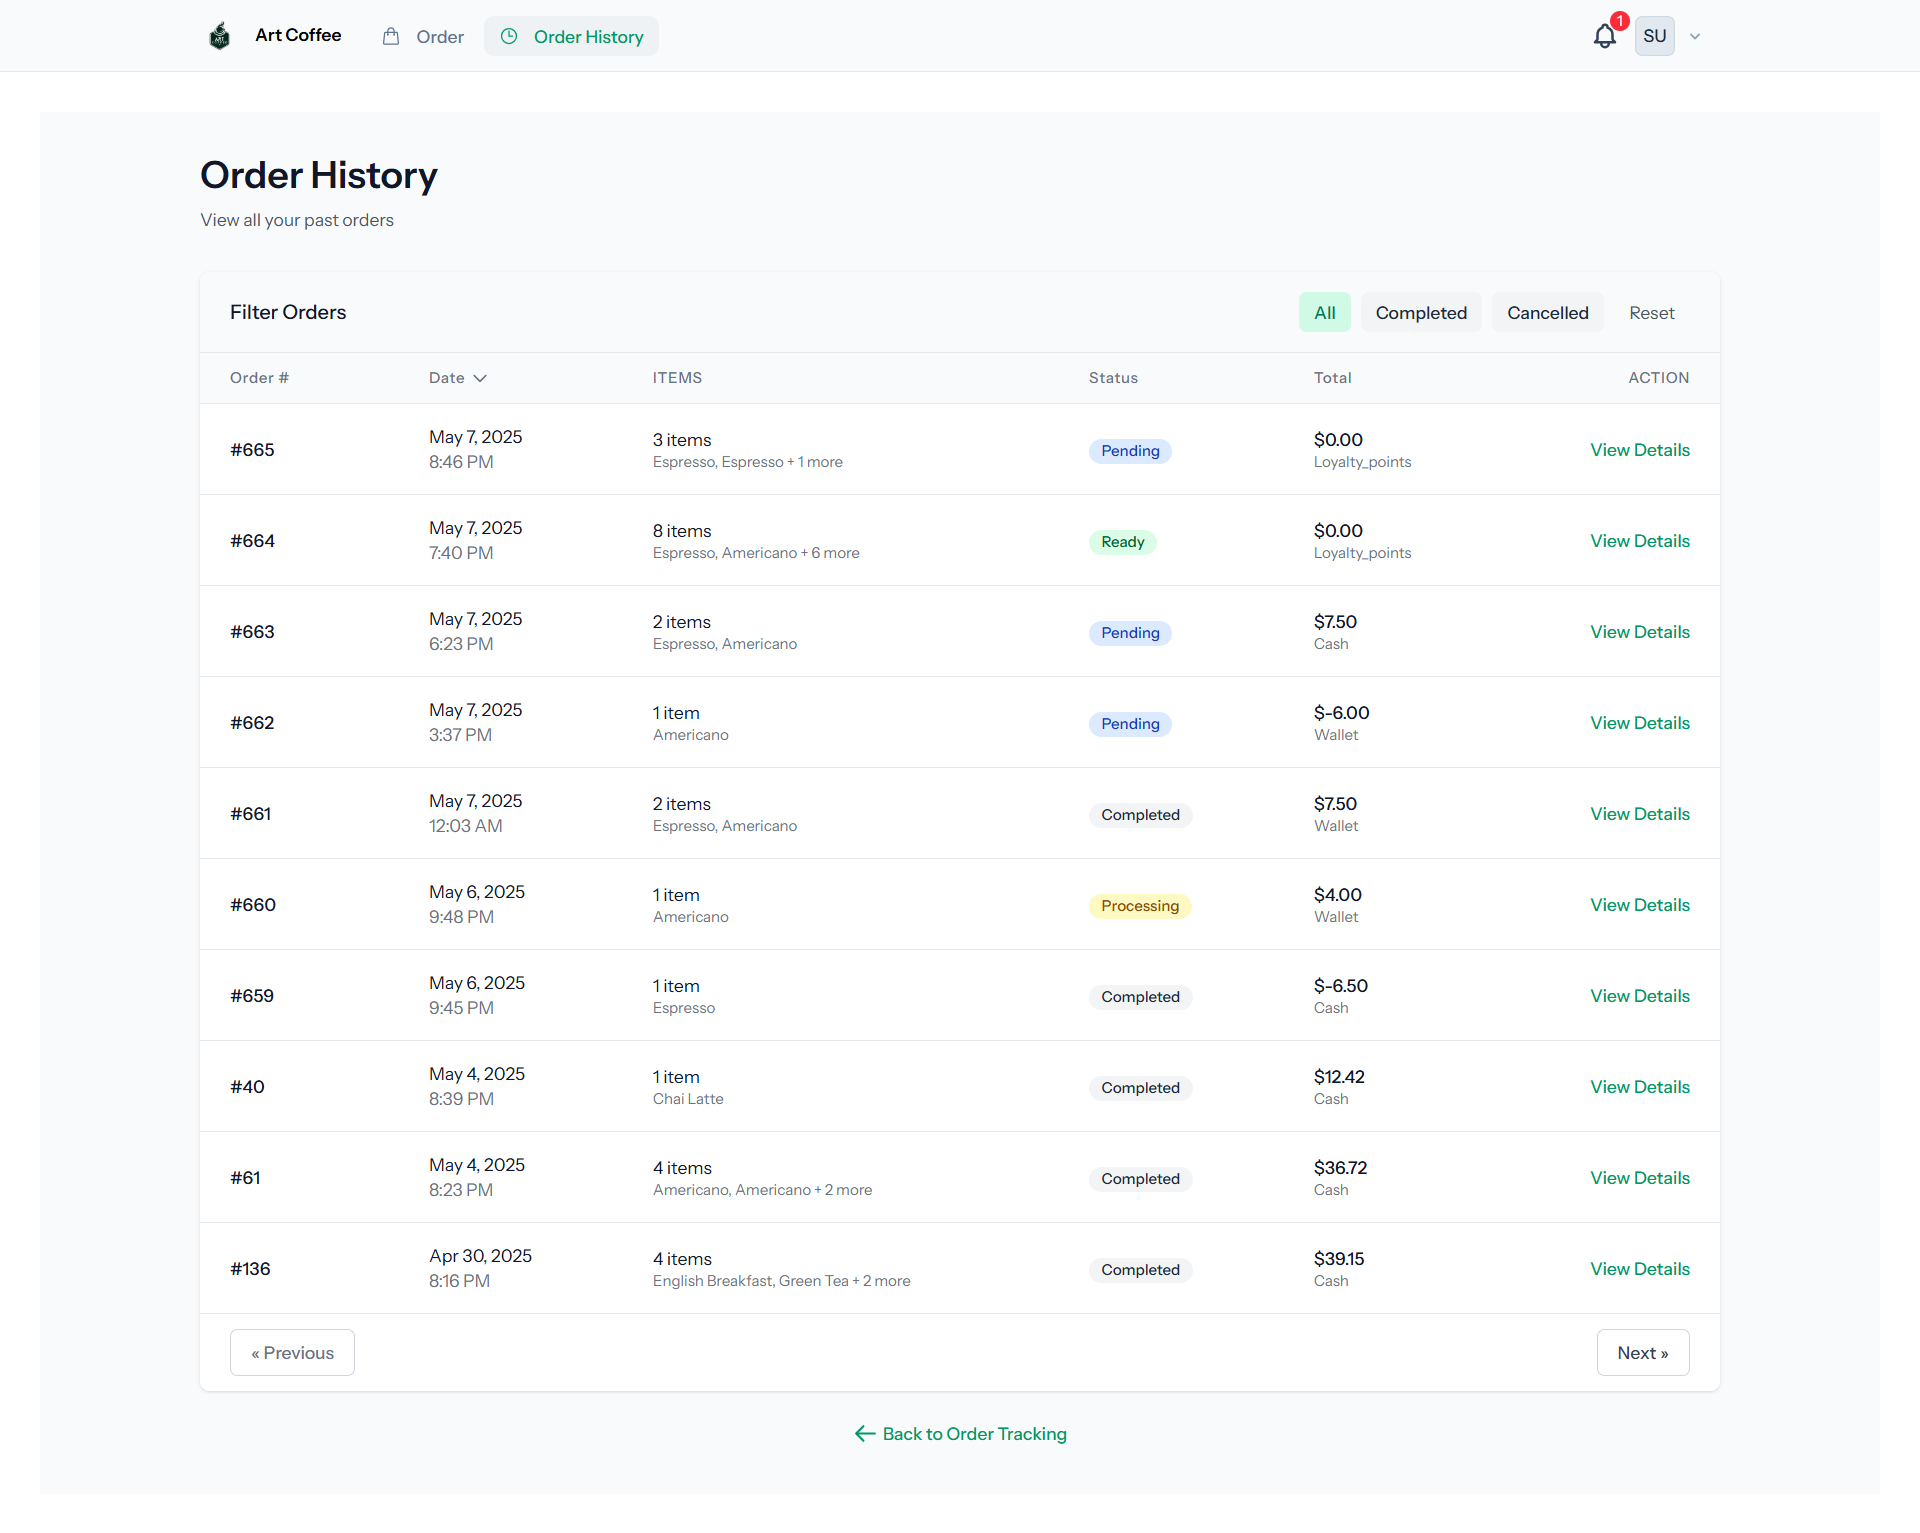 Art Coffee
Order
Order History
1
SU
Order History
View all your past orders
Filter Orders
All
Completed
Cancelled
Reset
Order #
Date
ITEMS
Status
Total
ACTION
#665
May 7, 2025
8:46 PM
3 items
Espresso, Espresso + 1 more
Pending
$0.00
Loyalty_points
View Details
#664
May 7, 2025
7:40 PM
8 items
Espresso, Americano + 6 more
Ready
$0.00
Loyalty_points
View Details
#663
May 7, 2025
6:23 PM
2 items
Espresso, Americano
Pending
$7.50
Cash
View Details
#662
May 7, 2025
3:37 PM
1 item
Americano
Pending
$-6.00
Wallet
View Details
#661
May 7, 2025
12:03 AM
2 items
Espresso, Americano
Completed
$7.50
Wallet
View Details
#660
May 6, 2025
9:48 PM
1 item
Americano
Processing
$4.00
Wallet
View Details
#659
May 6, 2025
9:45 PM
1 item
Espresso
Completed
$-6.50
Cash
View Details
#40
May 4, 2025
8:39 PM
1 item
Chai Latte
Completed
$12.42
Cash
View Details
#61
May 4, 2025
8:23 PM
4 items
Americano, Americano + 2 more
Completed
$36.72
Cash
View Details
#136
Apr 30, 2025
8:16 PM
4 items
English Breakfast, Green Tea + 2 more
Completed
$39.15
Cash
View Details
« Previous
Next »
Back to Order Tracking